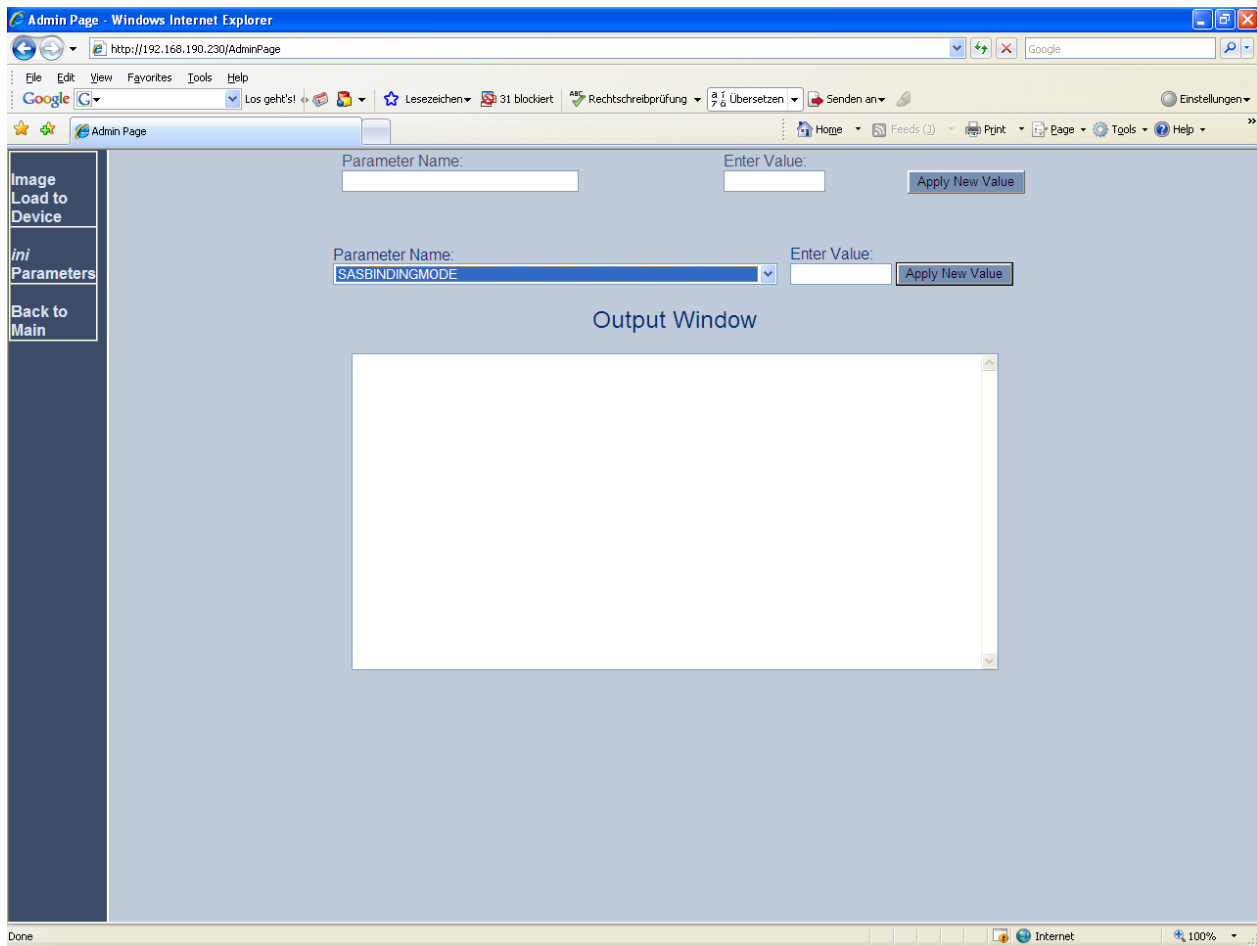 Admin Page - Windows Internet Explorer
http://192.168.190.230/AdminPage
Google
File Edit View Favorites Tools Help
Google G Los geht's! 31 blockiert Lesezeichen ABC Rechtschreibprüfung Übersetzen Senden an Einstellungen
Admin Page
Home Feeds (J) Print Page Tools Help »
Image
Load to
Device
ini
Parameters
Back to
Main
Parameter Name: Enter Value:
Apply New Value
Parameter Name: Enter Value:
SASBINDINGMODE Apply New Value
Output Window
Done Internet 100%